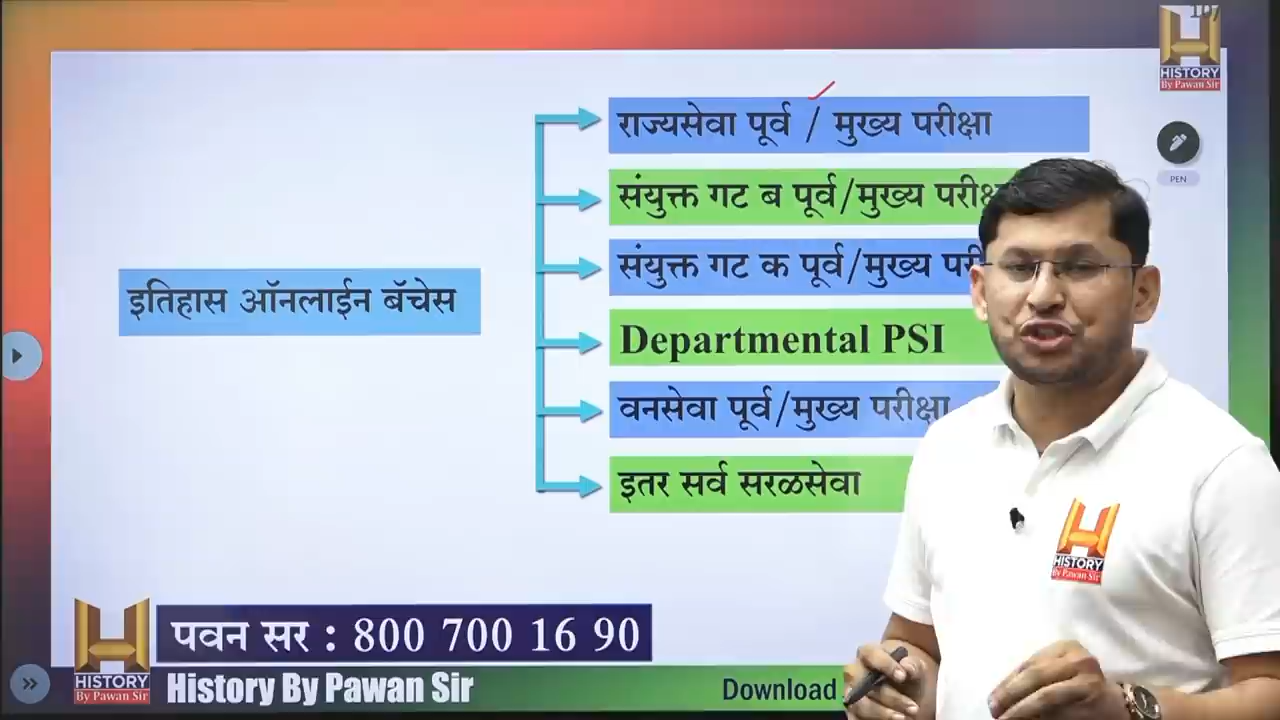 HISTORY
By Pawan Sir
राज्यसेवा पूर्व / मुख्य परीक्षा
PEN
संयुक्त गट ब पूर्व/मुख्य
संयुक्त गट क पूर्व/मुख्य
इतिहास ऑनलाईन बॅचेस
Departmental PSI
वनसेवा पूर्व/मुख्य परीक्षा
इतर सर्व सरळसेवा
HISTORY
By Pawan Sir
पवन सर : 800 700 16 90
HISTORY
By Pawan Sir
History By Pawan Sir
Download